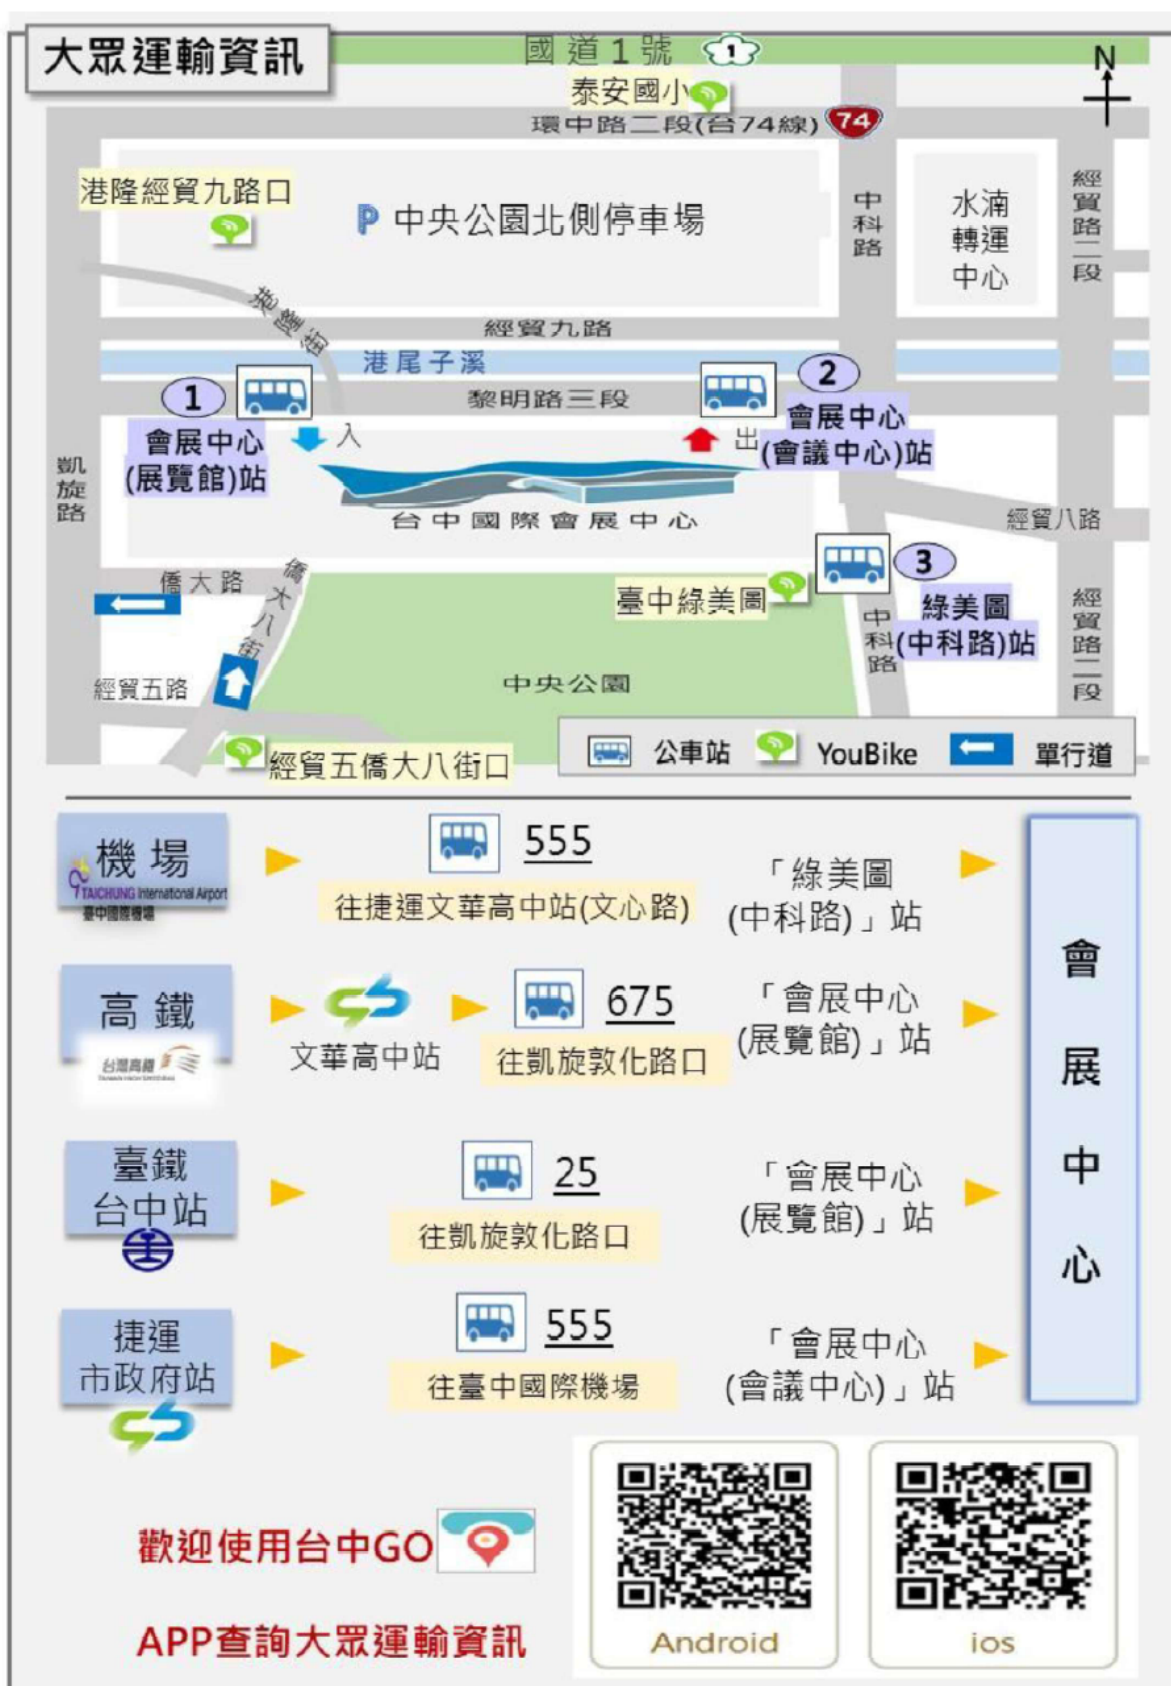 大眾運輸資訊
國道1號
1
N
泰安國小
環中路二段(台74線)
74
港隆經貿九路口
P 中央公園北側停車場
中科路
水湳
轉運
中心
經貿路二段
港隆街
經貿九路
港尾子溪
黎明路三段
1
會展中心
(展覽館)站
入
2
會展中心
(會議中心)站
出
凱旋路
台中國際會展中心
經貿八路
僑大路
僑大八街
臺中綠美圖
3
綠美圖
(中科路)站
中科路
經貿路二段
經貿五路
中央公園
經貿五僑大八街口
公車站
YouBike
單行道
機場
TAICHUNG International Airport
臺中國際機場
555
往捷運文華高中站(文心路)
「綠美圖
(中科路)」站
高鐵
台灣高鐵
文華高中站
675
往凱旋敦化路口
「會展中心
(展覽館)」站
臺鐵
台中站
25
往凱旋敦化路口
「會展中心
(展覽館)」站
捷運
市政府站
555
往臺中國際機場
「會展中心
(會議中心)」站
會展中心
歡迎使用台中GO
APP查詢大眾運輸資訊
Android
ios